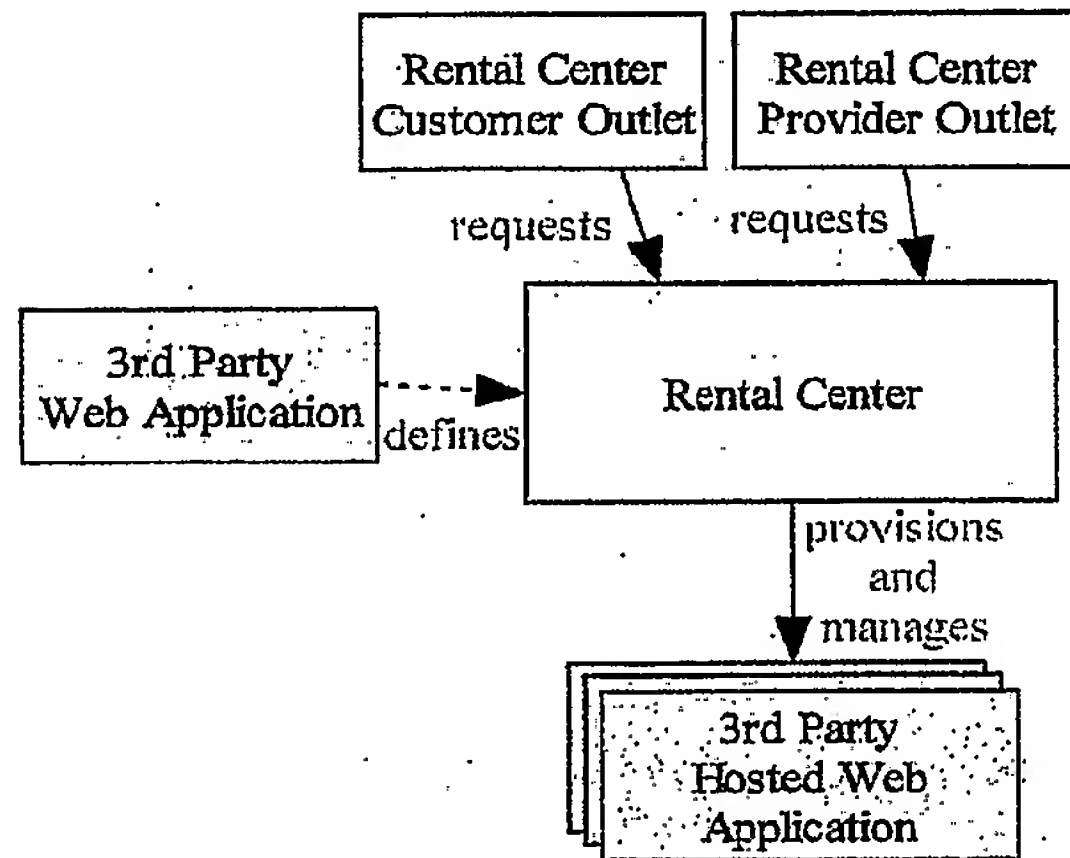 Rental Center
Customer Outlet
Rental Center
Provider Outlet
requests
requests
3rd Party
Web Application
defines
Rental Center
provisions
and
manages
3rd Party
Hosted Web
Application